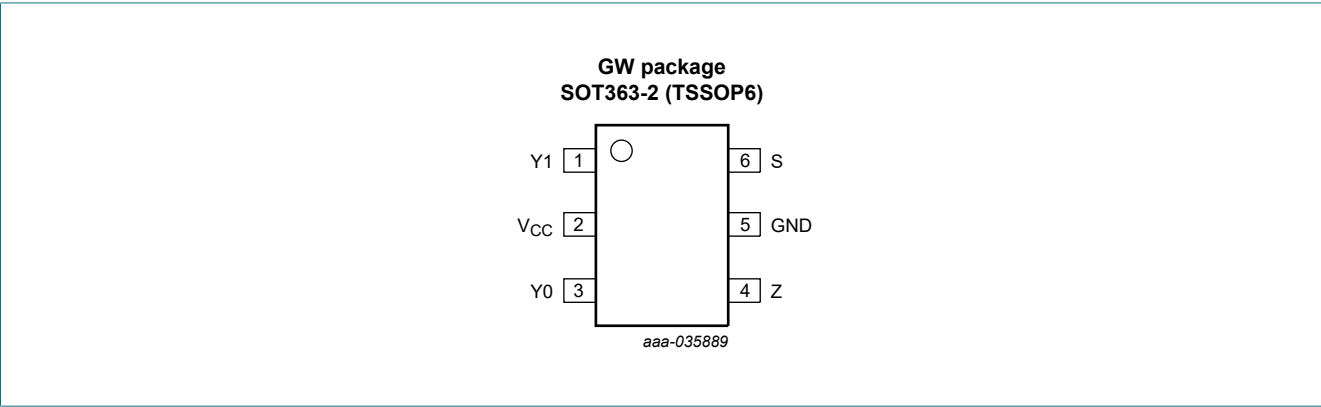 GW package
SOT363-2 (TSSOP6)
Y1 1 6 S
VCC 2 5 GND
Y0 3 4 Z
aaa-035889